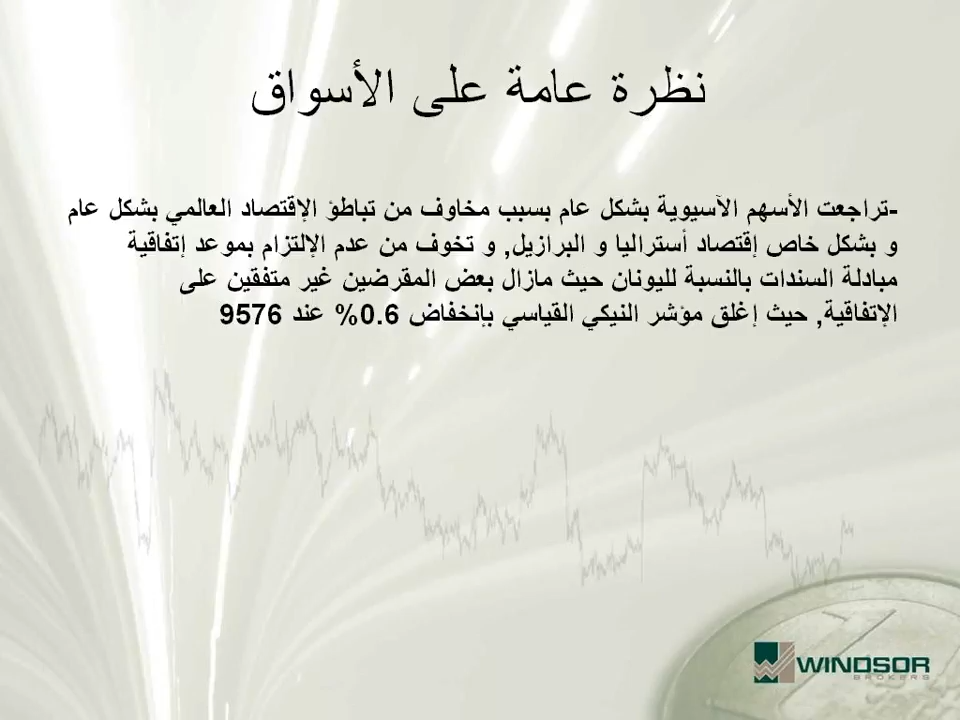 نظرة عامة على الأسواق
-تراجعت الأسهم الآسيوية بشكل عام بسبب مخاوف من تباطؤ الإقتصاد العالمي بشكل عام
و بشكل خاص إقتصاد أستراليا و البرازيل, و تخوف من عدم الإلتزام بموعد إتفاقية
مبادلة السندات بالنسبة لليونان حيث مازال بعض المقرضين غير متفقين على
الإتفاقية, حيث إغلق مؤشر النيكي القياسي بإنخفاض 0.6% عند 9576
WINDSOR
BROKERS